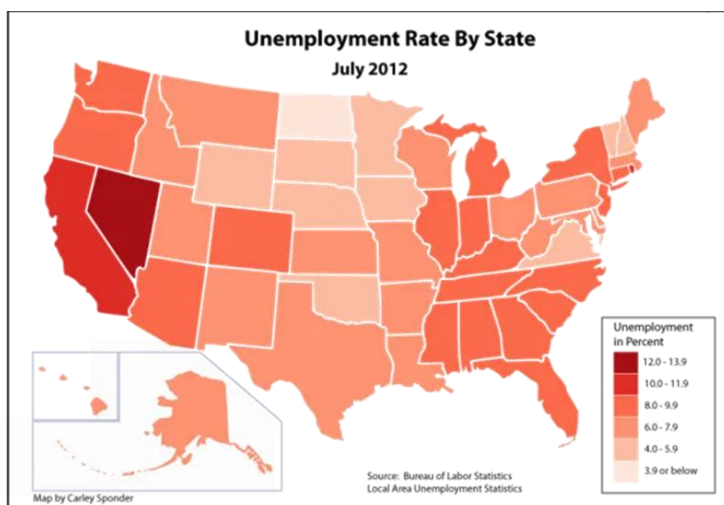 Unemployment Rate By State
July 2012
Unemployment
in Percent
12.0 - 13.9
10.0 - 11.9
8.0 - 9.9
6.0 - 7.9
4.0 - 5.9
3.9 or below
Source: Bureau of Labor Statistics
Local Area Unemployment Statistics
Map by Carley Sponder